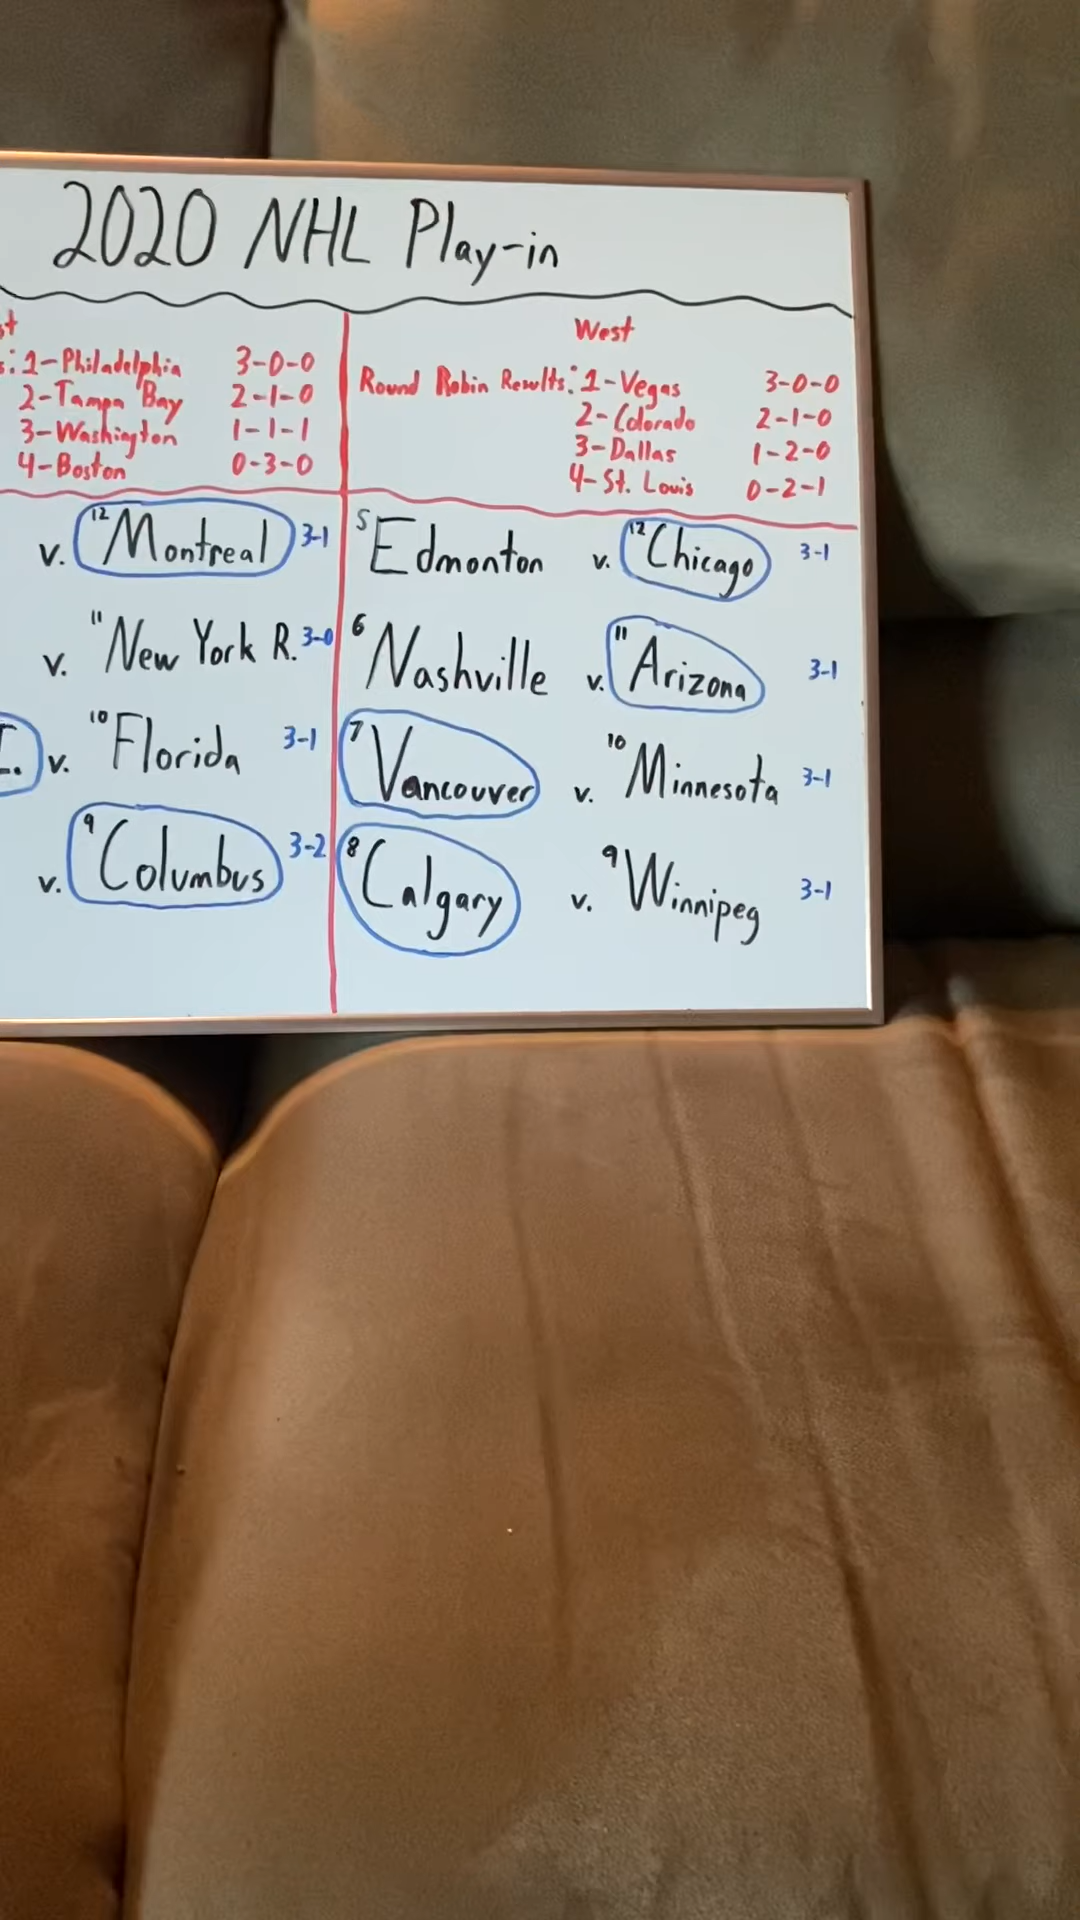 2020 NHL Play-in
st
s: 1-Philadelphia 3-0-0
2-Tampa Bay 2-1-0
3-Washington 1-1-1
4-Boston 0-3-0
v. 12 Montreal 3-1
v. 11 New York R. 3-0
I. v. 10 Florida 3-1
v. 9 Columbus 3-2
West
Round Robin Results: 1-Vegas 3-0-0
2-Colorado 2-1-0
3-Dallas 1-2-0
4-St. Louis 0-2-1
5 Edmonton v. 12 Chicago 3-1
6 Nashville v. 11 Arizona 3-1
7 Vancouver v. 10 Minnesota 3-1
8 Calgary v. 9 Winnipeg 3-1